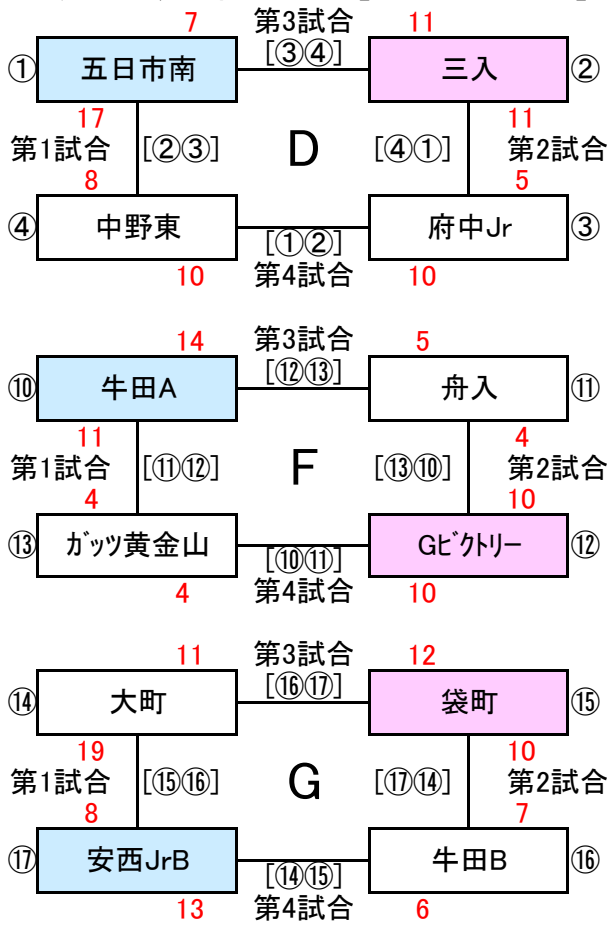 7 第3試合 11
① 五日市南 [③④] 三入 ②
17 11
第1試合 [②③] D [④①] 第2試合
8 5
④ 中野東 [①②] 府中Jr ③
10 第4試合 10
14 第3試合 5
⑩ 牛田A [⑫⑬] 舟入 ⑪
11 4
第1試合 [⑪⑫] F [⑬⑩] 第2試合
4 10
⑬ ガッツ黄金山 [⑩⑪] Gビクトリー ⑫
4 第4試合 10
11 第3試合 12
⑭ 大町 [⑯⑰] 袋町 ⑮
19 10
第1試合 [⑮⑯] G [⑰⑭] 第2試合
8 7
⑰ 安西JrB [⑭⑮] 牛田B ⑯
13 第4試合 6